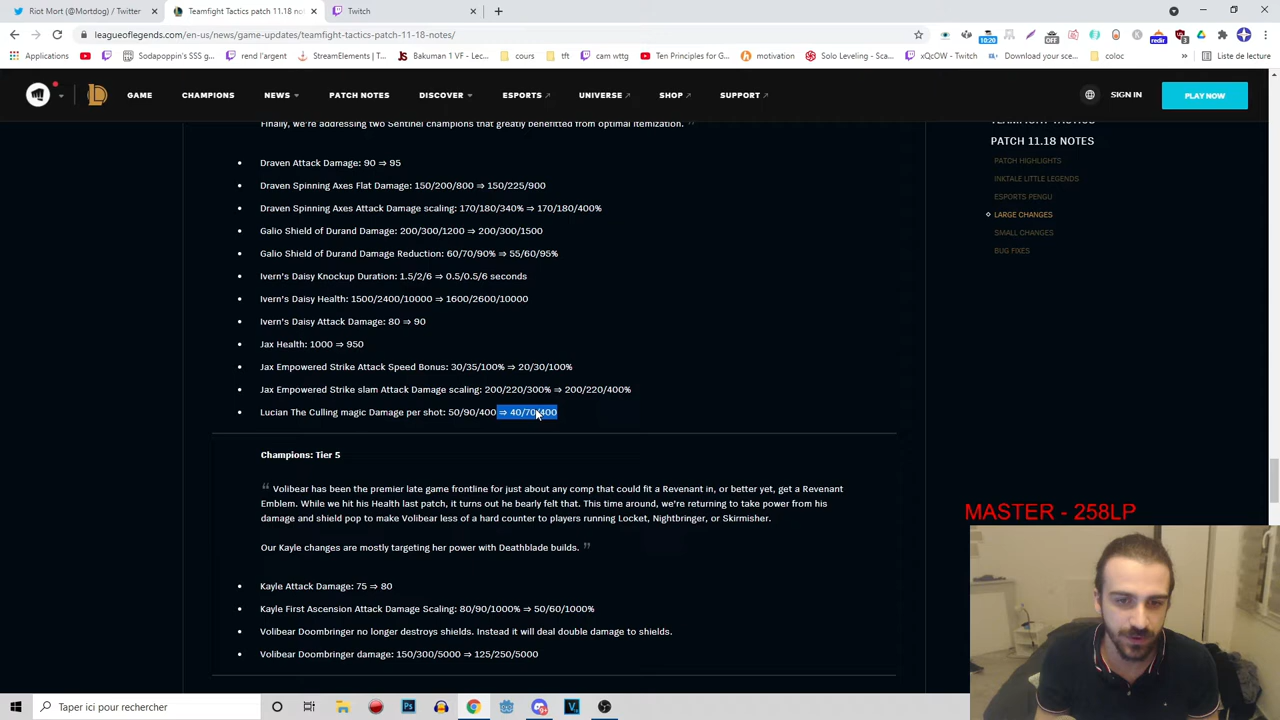 Riot Mort (@Mortdog) / Twitter
Teamfight Tactics patch 11.18 not
Twitch
leagueoflegends.com/en-us/news/game-updates/teamfight-tactics-patch-11-18-notes/
10:20
OFF
redir
3
Applications
Sodapoppin's SSS g...
rend l'argent
StreamElements | T...
Bakuman 1 VF - [...
cours
tft
cam wttg
Ten Principles for G...
motivation
Solo Leveling - Sca...
xQcOW - Twitch
Download your sce...
coloc
»
Liste de lecture
GAME
CHAMPIONS
NEWS
PATCH NOTES
DISCOVER
ESPORTS
UNIVERSE
SHOP
SUPPORT
SIGN IN
PLAY NOW
Finally, we're addressing two Sentinel champions that greatly benefitted from optimal itemization. ”
TEAMFIGHT TACTICS
PATCH 11.18 NOTES
PATCH HIGHLIGHTS
INKTALE LITTLE LEGENDS
ESPORTS PENGU
LARGE CHANGES
SMALL CHANGES
BUG FIXES
• Draven Attack Damage: 90 ⇒ 95
• Draven Spinning Axes Flat Damage: 150/200/800 ⇒ 150/225/900
• Draven Spinning Axes Attack Damage scaling: 170/180/340% ⇒ 170/180/400%
• Galio Shield of Durand Damage: 200/300/1200 ⇒ 200/300/1500
• Galio Shield of Durand Damage Reduction: 60/70/90% ⇒ 55/60/95%
• Ivern's Daisy Knockup Duration: 1.5/2/6 ⇒ 0.5/0.5/6 seconds
• Ivern's Daisy Health: 1500/2400/10000 ⇒ 1600/2600/10000
• Ivern's Daisy Attack Damage: 80 ⇒ 90
• Jax Health: 1000 ⇒ 950
• Jax Empowered Strike Attack Speed Bonus: 30/35/100% ⇒ 20/30/100%
• Jax Empowered Strike slam Attack Damage scaling: 200/220/300% ⇒ 200/220/400%
• Lucian The Culling magic Damage per shot: 50/90/400 ⇒ 40/70/400
Champions: Tier 5
“ Volibear has been the premier late game frontline for just about any comp that could fit a Revenant in, or better yet, get a Revenant
Emblem. While we hit his Health last patch, it turns out he bearly felt that. This time around, we're returning to take power from his
damage and shield pop to make Volibear less of a hard counter to players running Locket, Nightbringer, or Skirmisher.
Our Kayle changes are mostly targeting her power with Deathblade builds. ”
• Kayle Attack Damage: 75 ⇒ 80
• Kayle First Ascension Attack Damage Scaling: 80/90/1000% ⇒ 50/60/1000%
• Volibear Doombringer no longer destroys shields. Instead it will deal double damage to shields.
• Volibear Doombringer damage: 150/300/5000 ⇒ 125/250/5000
MASTER - 258LP
Taper ici pour rechercher